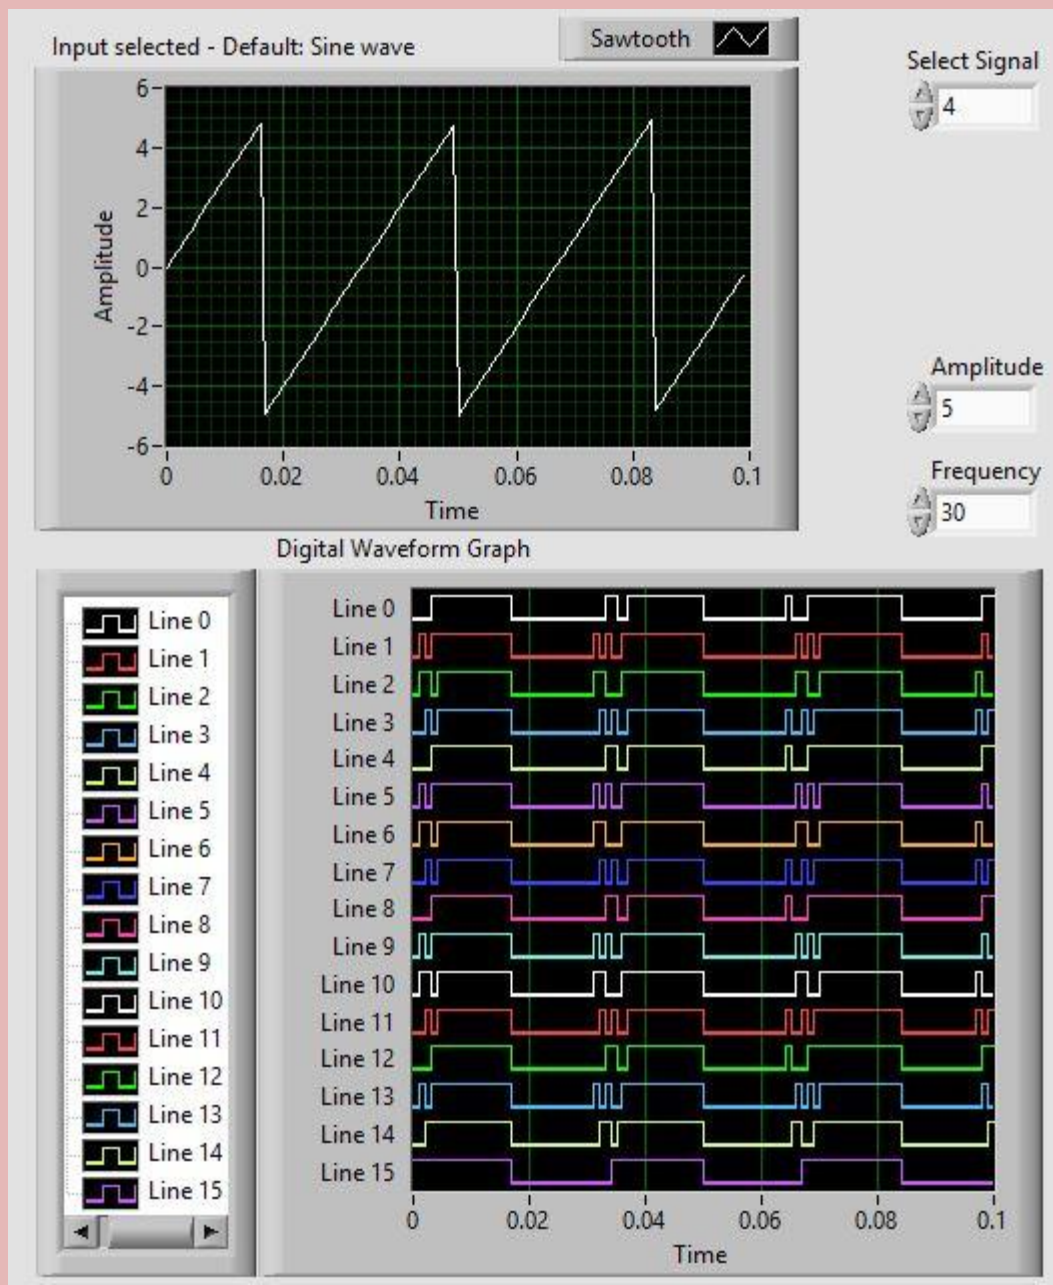 Input selected - Default: Sine wave
Sawtooth
Select Signal
4
6
4
2
0
-2
-4
-6
Amplitude
0 0.02 0.04 0.06 0.08 0.1
Time
Amplitude
5
Frequency
30
Digital Waveform Graph
Line 0
Line 1
Line 2
Line 3
Line 4
Line 5
Line 6
Line 7
Line 8
Line 9
Line 10
Line 11
Line 12
Line 13
Line 14
Line 15
Line 0
Line 1
Line 2
Line 3
Line 4
Line 5
Line 6
Line 7
Line 8
Line 9
Line 10
Line 11
Line 12
Line 13
Line 14
Line 15
0 0.02 0.04 0.06 0.08 0.1
Time